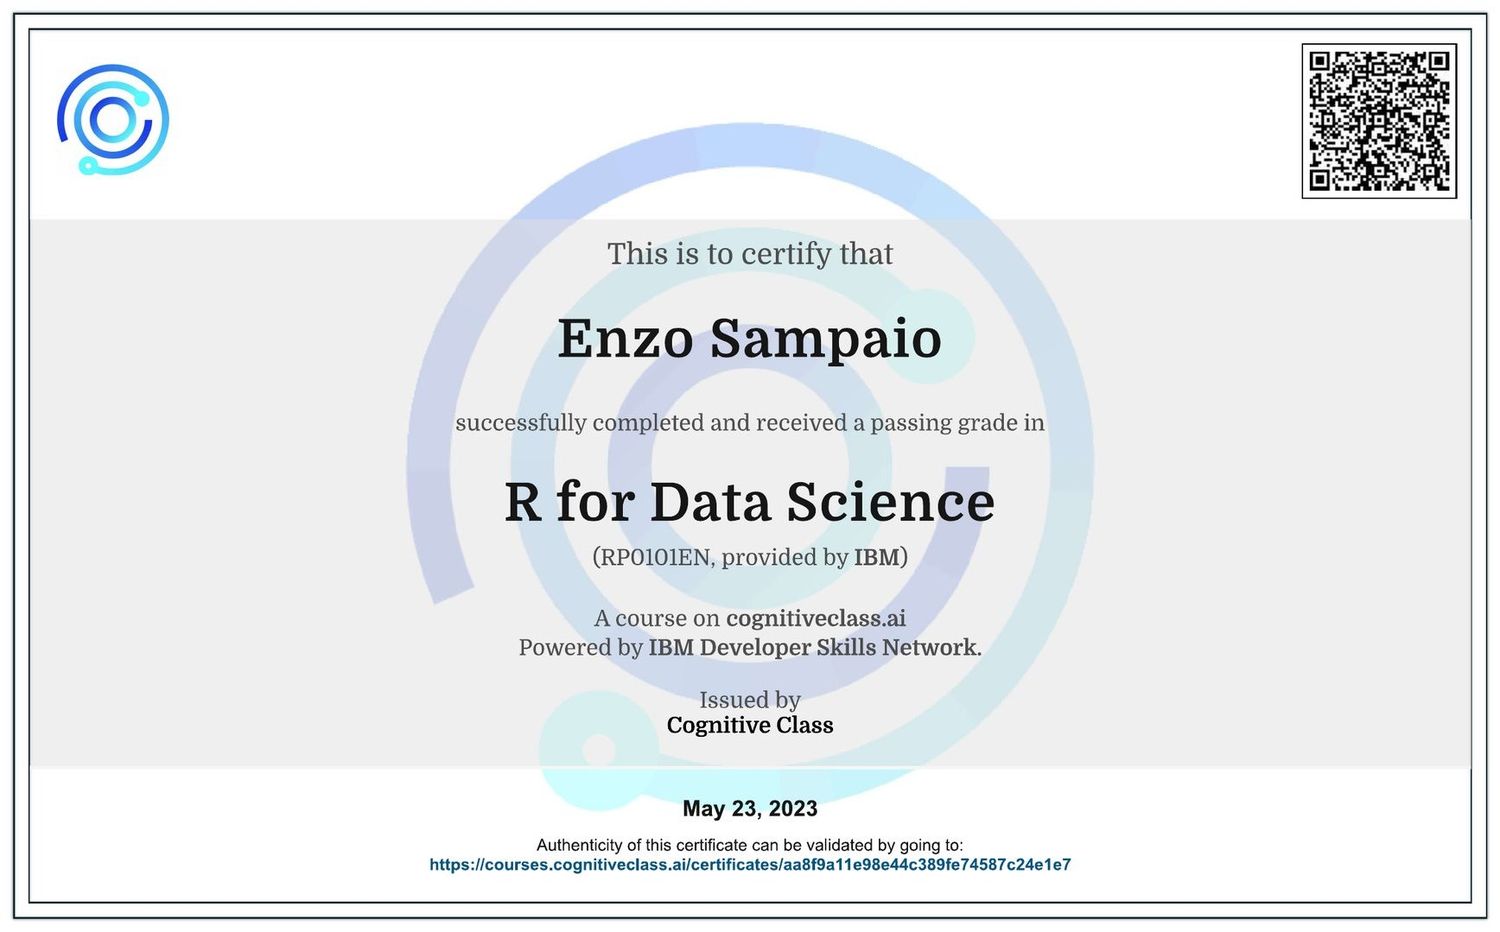 This is to certify that
Enzo Sampaio
successfully completed and received a passing grade in
R for Data Science
(RP0101EN, provided by IBM)
A course on cognitiveclass.ai
Powered by IBM Developer Skills Network.
Issued by
Cognitive Class
May 23, 2023
Authenticity of this certificate can be validated by going to:
https://courses.cognitiveclass.ai/certificates/aa8f9a11e98e44c389fe74587c24e1e7